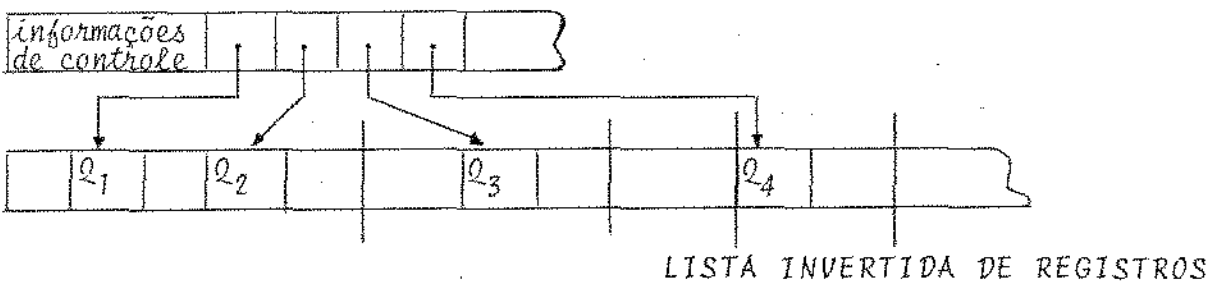 informações
de controle
Q1 Q2 Q3 Q4
LISTA INVERTIDA DE REGISTROS